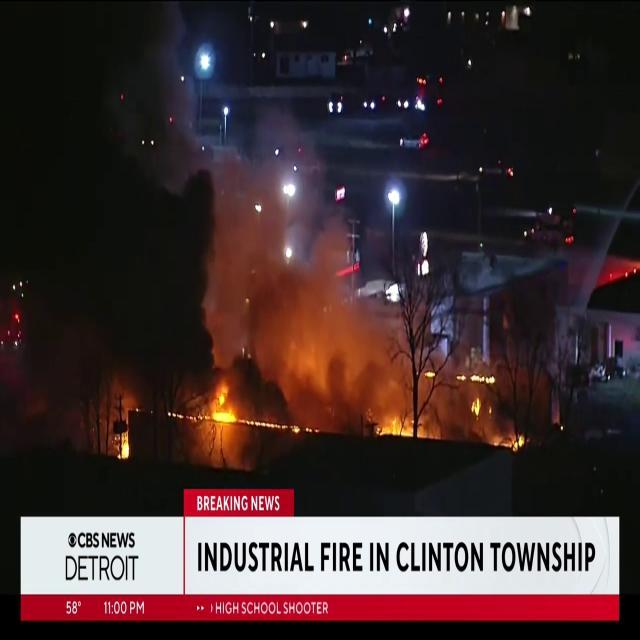 BREAKING NEWS
CBS NEWS
DETROIT
INDUSTRIAL FIRE IN CLINTON TOWNSHIP
58° 11:00 PM HIGH SCHOOL SHOOTER